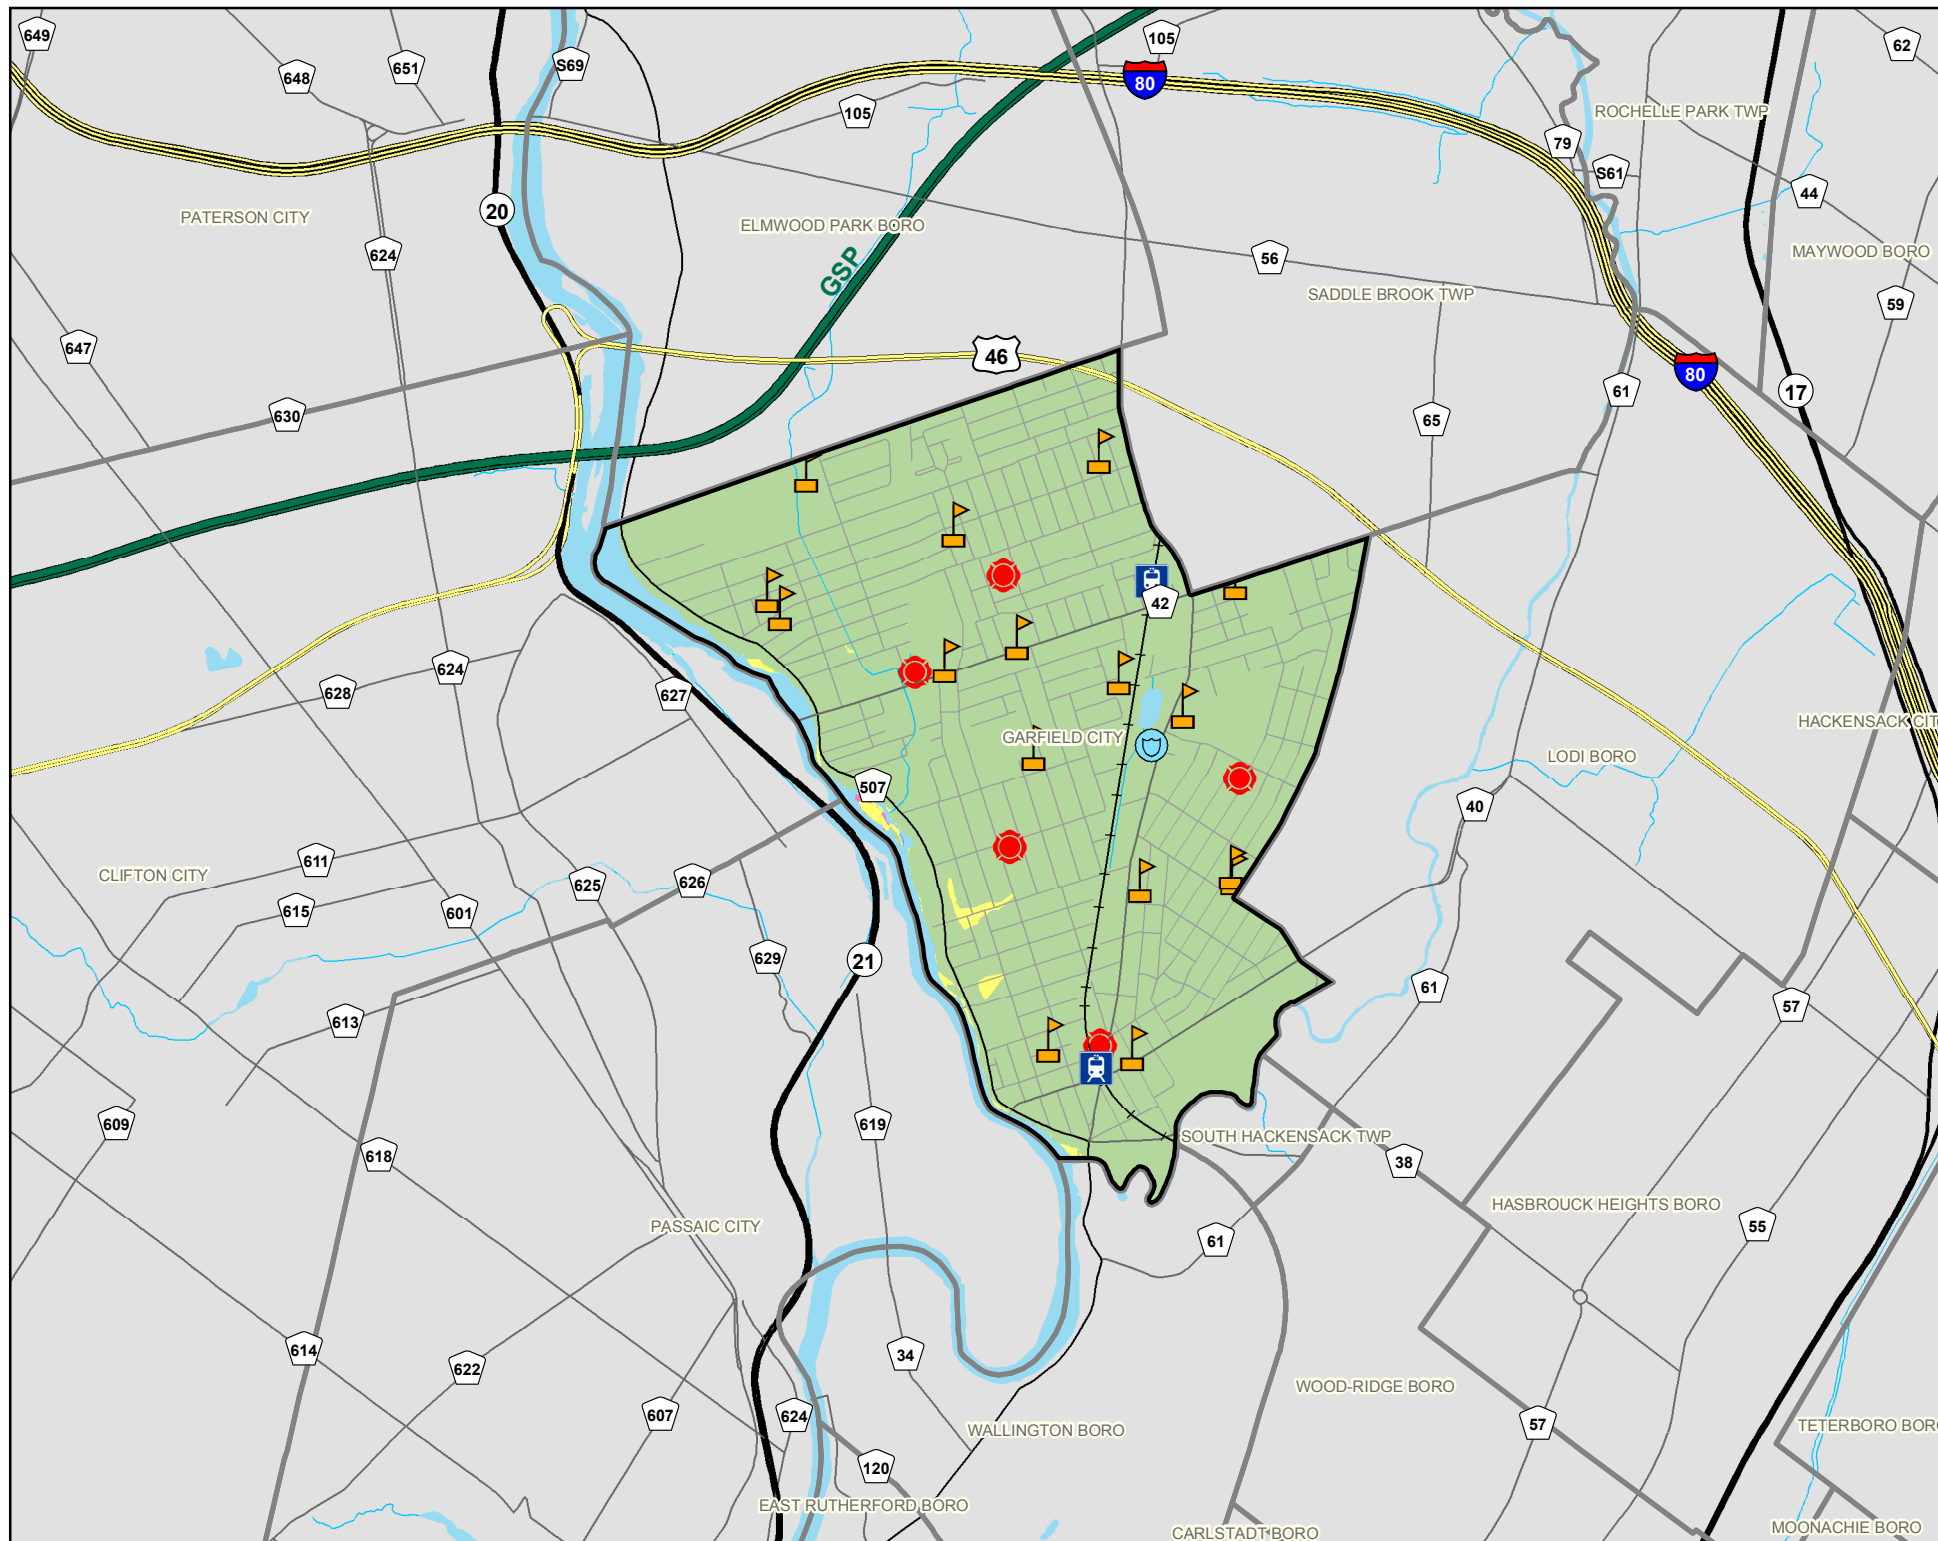 649
105
62
651
S69
648
80
105
ROCHELLE PARK TWP
79
S61
44
20
PATERSON CITY
ELMWOOD PARK BORO
624
MAYWOOD BORO
56
GSP
SADDLE BROOK TWP
59
647
46
80
61
17
630
65
42
624
628
627
HACKENSACK CIT
GARFIELD CITY
LODI BORO
507
40
611
CLIFTON CITY
626
625
615
601
629
21
61
57
613
609
619
SOUTH HACKENSACK TWP
618
38
HASBROUCK HEIGHTS BORO
PASSAIC CITY
55
61
614
34
622
WOOD-RIDGE BORO
607
624
57
TETERBORO BORO
WALLINGTON BORO
120
EAST RUTHERFORD BORO
MOONACHIE BORO
CARLSTADT BORO